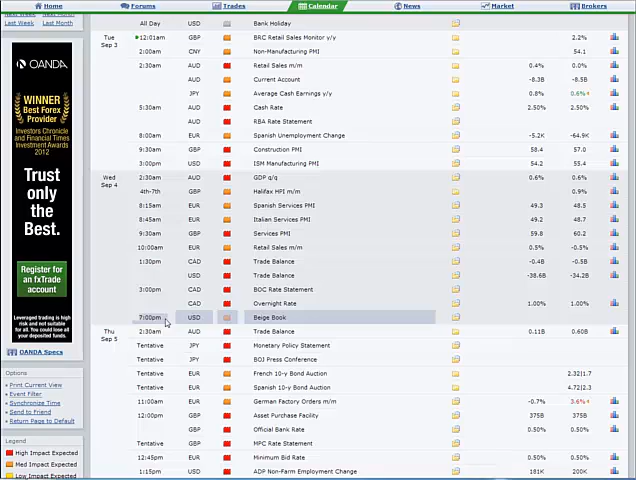 Home Forums Trades Calendar News Market Brokers
Last Week Last Month
All Day USD Bank Holiday
Tue Sep 3 12:01am GBP BRC Retail Sales Monitor y/y 2.2%
2:00am CNY Non-Manufacturing PMI 54.1
2:30am AUD Retail Sales m/m 0.4% 0.0%
AUD Current Account -8.3B -8.5B
JPY Average Cash Earnings y/y 0.8% 0.6%
5:30am AUD Cash Rate 2.50% 2.50%
AUD RBA Rate Statement
8:00am EUR Spanish Unemployment Change -5.2K -64.9K
9:30am GBP Construction PMI 58.4 57.0
3:00pm USD ISM Manufacturing PMI 54.2 55.4
Wed Sep 4 2:30am AUD GDP q/q 0.6% 0.6%
4th-7th GBP Halifax HPI m/m 0.9%
8:15am EUR Spanish Services PMI 49.3 48.5
8:45am EUR Italian Services PMI 49.2 48.7
9:30am GBP Services PMI 59.8 60.2
10:00am EUR Retail Sales m/m 0.5% -0.5%
1:30pm CAD Trade Balance -0.4B -0.5B
USD Trade Balance -38.6B -34.2B
3:00pm CAD BOC Rate Statement
CAD Overnight Rate 1.00% 1.00%
7:00pm USD Beige Book
Thu Sep 5 2:30am AUD Trade Balance 0.11B 0.60B
Tentative JPY Monetary Policy Statement
Tentative JPY BOJ Press Conference
Tentative EUR French 10-y Bond Auction 2.32|1.7
Tentative EUR Spanish 10-y Bond Auction 4.72|2.3
11:00am EUR German Factory Orders m/m -0.7% 3.6%
12:00pm GBP Asset Purchase Facility 375B 375B
GBP Official Bank Rate 0.50% 0.50%
Tentative GBP MPC Rate Statement
12:45pm EUR Minimum Bid Rate 0.50% 0.50%
1:15pm USD ADP Non-Farm Employment Change 181K 200K
OANDA
WINNER
Best Forex
Provider
Investors Chronicle
and Financial Times
Investment Awards
2012
Trust
only
the
Best.
Register for
an fxTrade
account
Leveraged trading is high
risk and not suitable
for all. You could lose all
your deposited funds.
OANDA Specs
Options
» Print Current View
» Event Filter
» Synchronize Time
» Send to Friend
» Return Page to Default
Legend
High Impact Expected
Med Impact Expected
Low Impact Expected